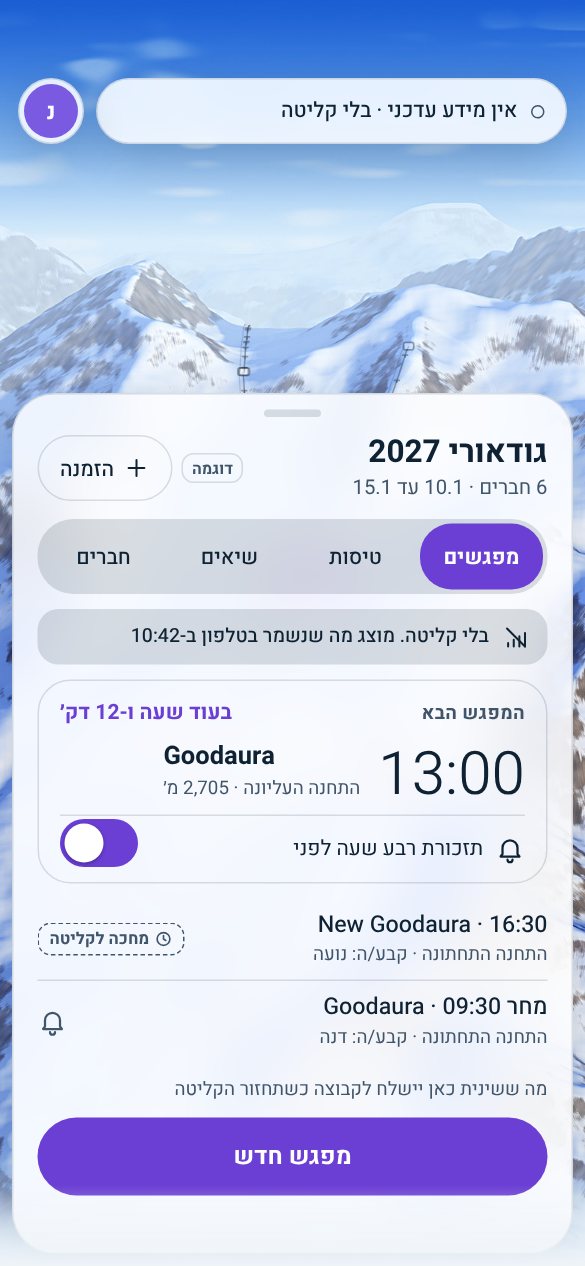 אין מידע עדכני · בלי קליטה
נ
גודאורי 2027
6 חברים · 10.1 עד 15.1
דוגמה
הזמנה
מפגשים
טיסות
שיאים
חברים
בלי קליטה. מוצג מה שנשמר בטלפון ב-10:42
המפגש הבא
בעוד שעה ו-12 דק׳
13:00
Goodaura
התחנה העליונה · 2,705 מ׳
תזכורת רבע שעה לפני
16:30 · New Goodaura
התחנה התחתונה · קבע/ה: נועה
מחכה לקליטה
מחר 09:30 · Goodaura
התחנה התחתונה · קבע/ה: דנה
מה ששינית כאן יישלח לקבוצה כשתחזור הקליטה
מפגש חדש